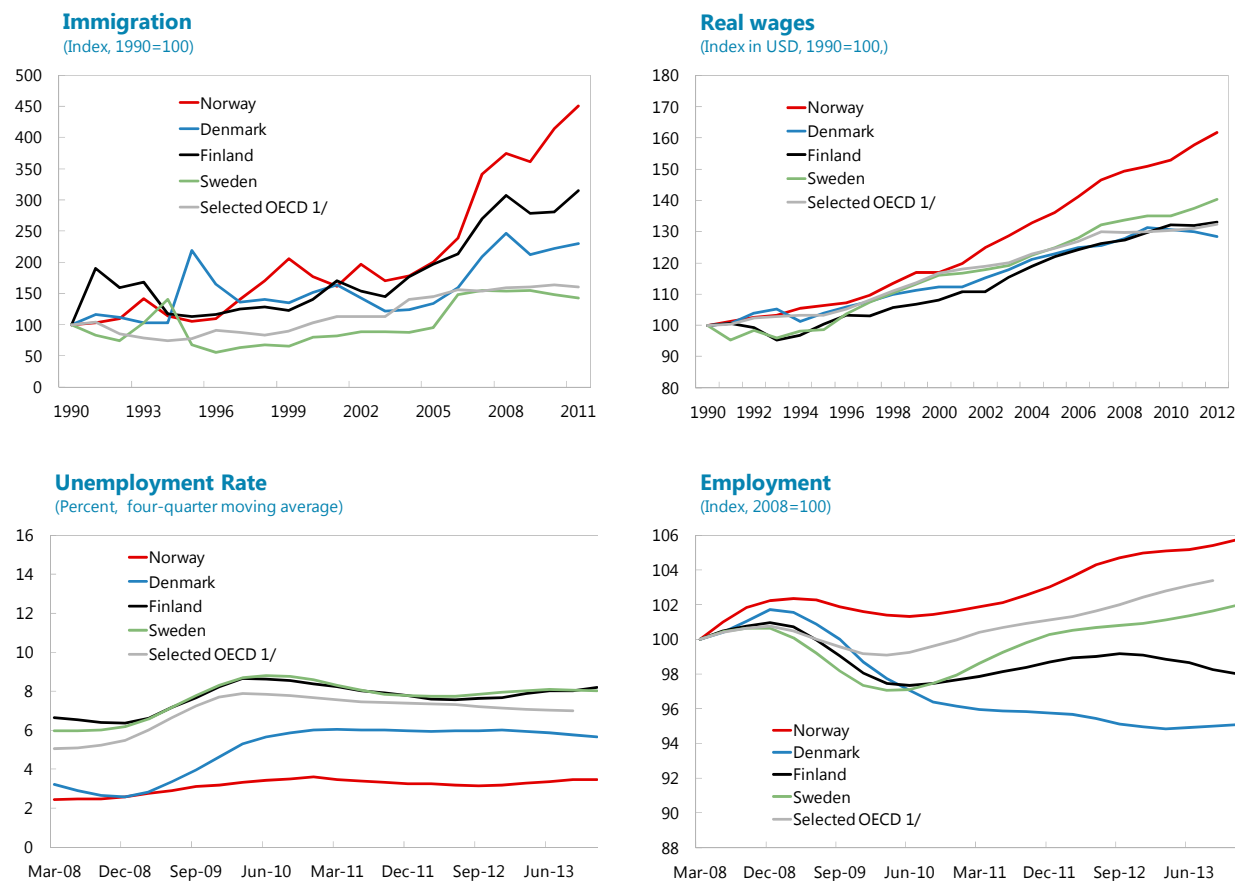 Immigration
(Index, 1990=100)
500
450
400
350
300
250
200
150
100
50
0
Norway
Denmark
Finland
Sweden
Selected OECD 1/
1990 1993 1996 1999 2002 2005 2008 2011
Real wages
(Index in USD, 1990=100,)
180
170
160
150
140
130
120
110
100
90
80
Norway
Denmark
Finland
Sweden
Selected OECD 1/
1990 1992 1994 1996 1998 2000 2002 2004 2006 2008 2010 2012
Unemployment Rate
(Percent, four-quarter moving average)
16
14
12
10
8
6
4
2
0
Norway
Denmark
Finland
Sweden
Selected OECD 1/
Mar-08 Dec-08 Sep-09 Jun-10 Mar-11 Dec-11 Sep-12 Jun-13
Employment
(Index, 2008=100)
106
104
102
100
98
96
94
92
90
88
Norway
Denmark
Finland
Sweden
Selected OECD 1/
Mar-08 Dec-08 Sep-09 Jun-10 Mar-11 Dec-11 Sep-12 Jun-13